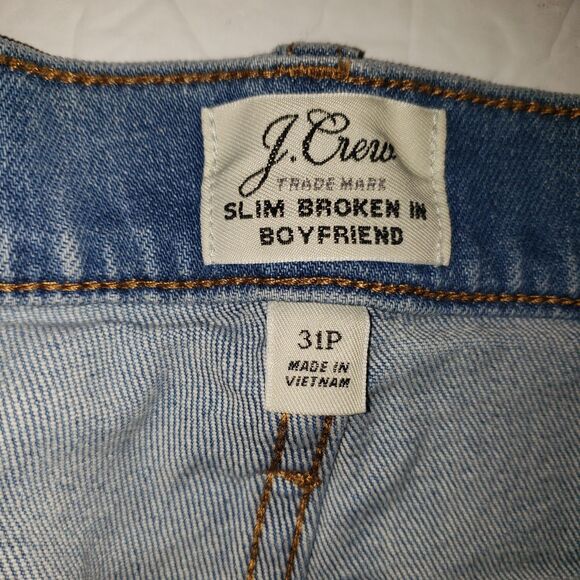 J.Crew
TRADE MARK
SLIM BROKEN IN
BOYFRIEND
31P
MADE IN
VIETNAM